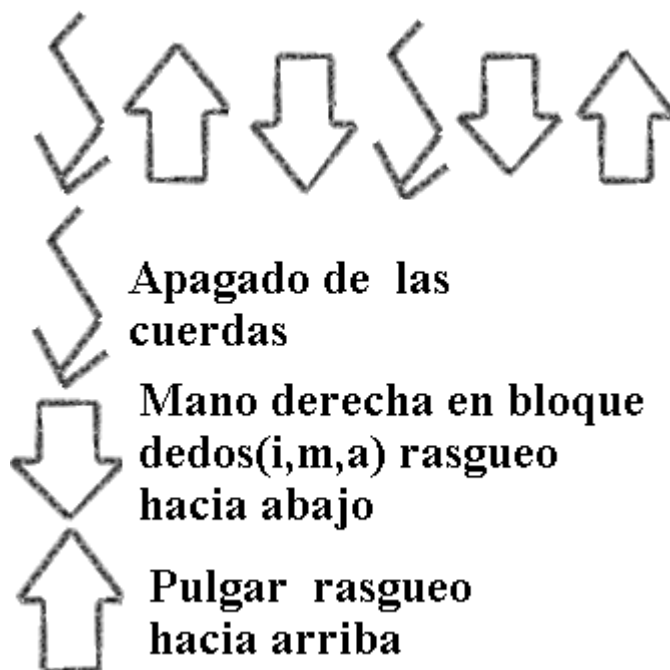 Apagado de las
cuerdas
Mano derecha en bloque
dedos(i,m,a) rasgueo
hacia abajo
Pulgar rasgueo
hacia arriba